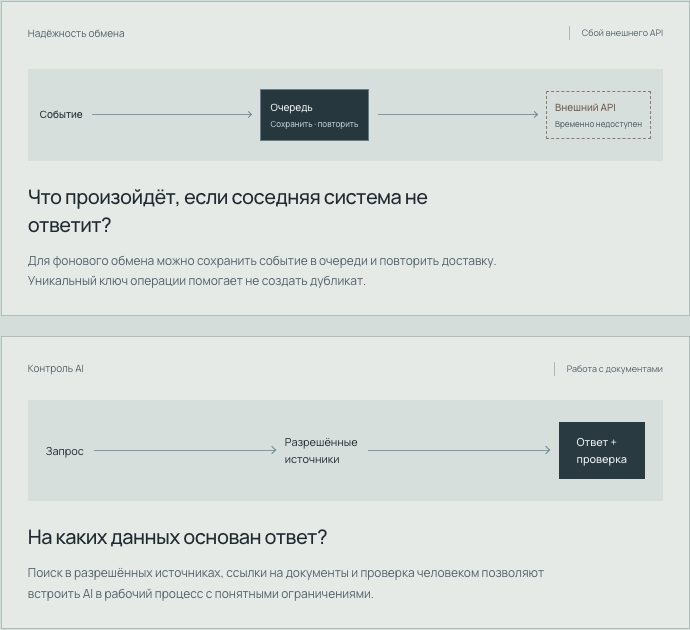 Надёжность обмена
Сбой внешнего API
Событие
Очередь
Сохранить · повторить
Внешний API
Временно недоступен
Что произойдёт, если соседняя система не
ответит?
Для фонового обмена можно сохранить событие в очереди и повторить доставку.
Уникальный ключ операции помогает не создать дубликат.
Контроль AI
Работа с документами
Запрос
Разрешённые
источники
Ответ +
проверка
На каких данных основан ответ?
Поиск в разрешённых источниках, ссылки на документы и проверка человеком позволяют
встроить AI в рабочий процесс с понятными ограничениями.